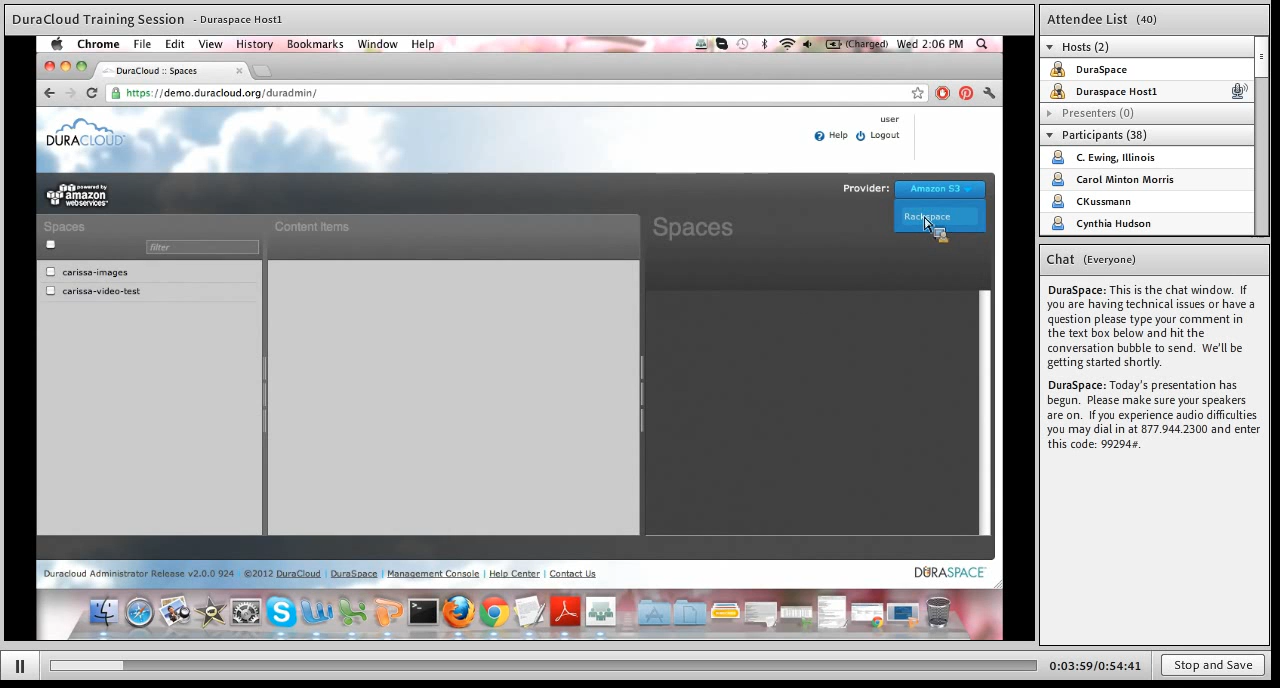 DuraCloud Training Session - Duraspace Host1
Chrome File Edit View History Bookmarks Window Help (Charged) Wed 2:06 PM
DuraCloud :: Spaces
https://demo.duracloud.org/duradmin/
DURACLOUD
user
Help Logout
powered by
amazon
webservices
Provider: Amazon S3
Rackspace
Spaces
filter
carissa-images
carissa-video-test
Content Items
Spaces
Duracloud Administrator Release v2.0.0 924 | ©2012 DuraCloud | DuraSpace | Management Console | Help Center | Contact Us
DURASPACE
0:03:59/0:54:41
Stop and Save
Attendee List (40)
Hosts (2)
DuraSpace
Duraspace Host1
Presenters (0)
Participants (38)
C. Ewing, Illinois
Carol Minton Morris
CKussmann
Cynthia Hudson
Chat (Everyone)
DuraSpace: This is the chat window. If
you are having technical issues or have a
question please type your comment in
the text box below and hit the
conversation bubble to send. We'll be
getting started shortly.
DuraSpace: Today's presentation has
begun. Please make sure your speakers
are on. If you experience audio difficulties
you may dial in at 877.944.2300 and enter
this code: 99294#.